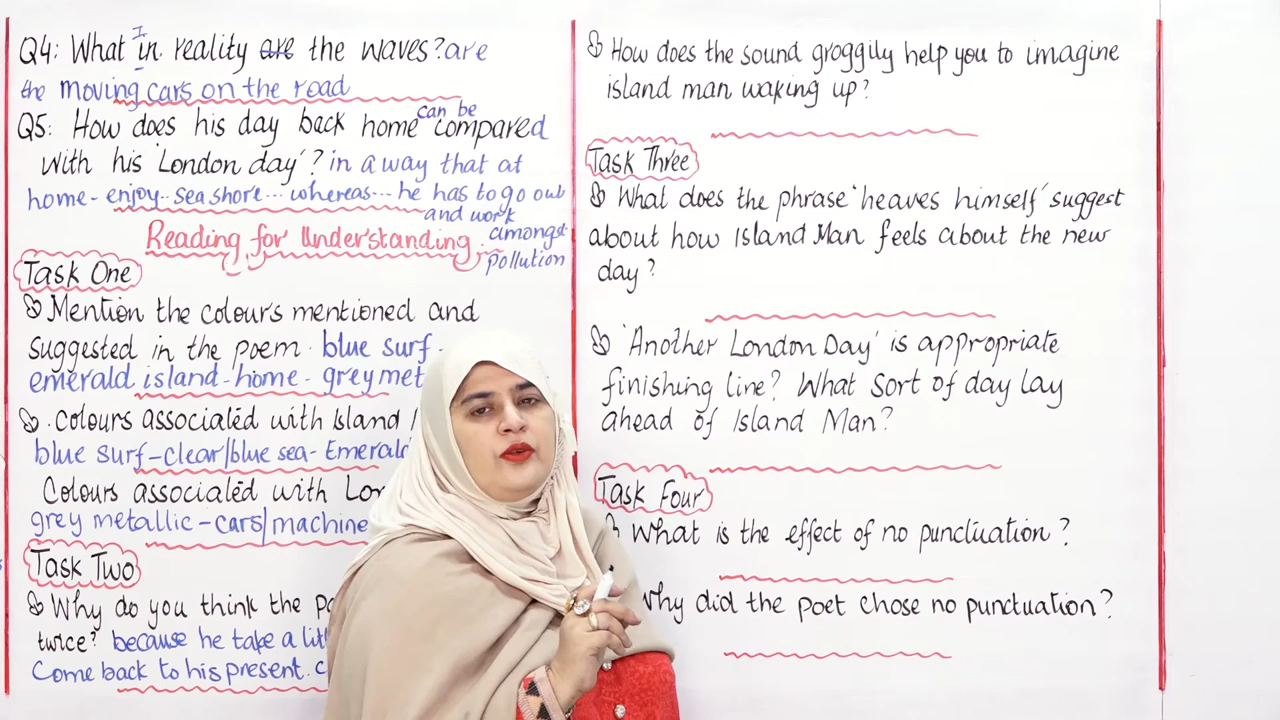 Q4: What in reality are the waves? are
I
the moving cars on the road
Q5: How does his day back home compared
can be
with his 'London day'? in a way that at
home - enjoy.. sea shore... whereas... he has to go out
and work
amongst
pollution
Reading for Understanding.
Task One
Mention the colours mentioned and
suggested in the poem. blue surf -
emerald island - home - grey met
Colours associated with Island
blue surf - clear/blue sea - Emerald
Colours associated with Lon
grey metallic - cars/machine
Task Two
Why do you think the po
twice? because he take a lit
Come back to his present. c
How does the sound groggily help you to imagine
island man waking up?
Task Three
What does the phrase 'heaves himself' suggest
about how Island Man feels about the new
day?
'Another London Day' is appropriate
finishing line? What sort of day lay
ahead of Island Man?
Task Four
What is the effect of no punctuation?
Why did the poet chose no punctuation?